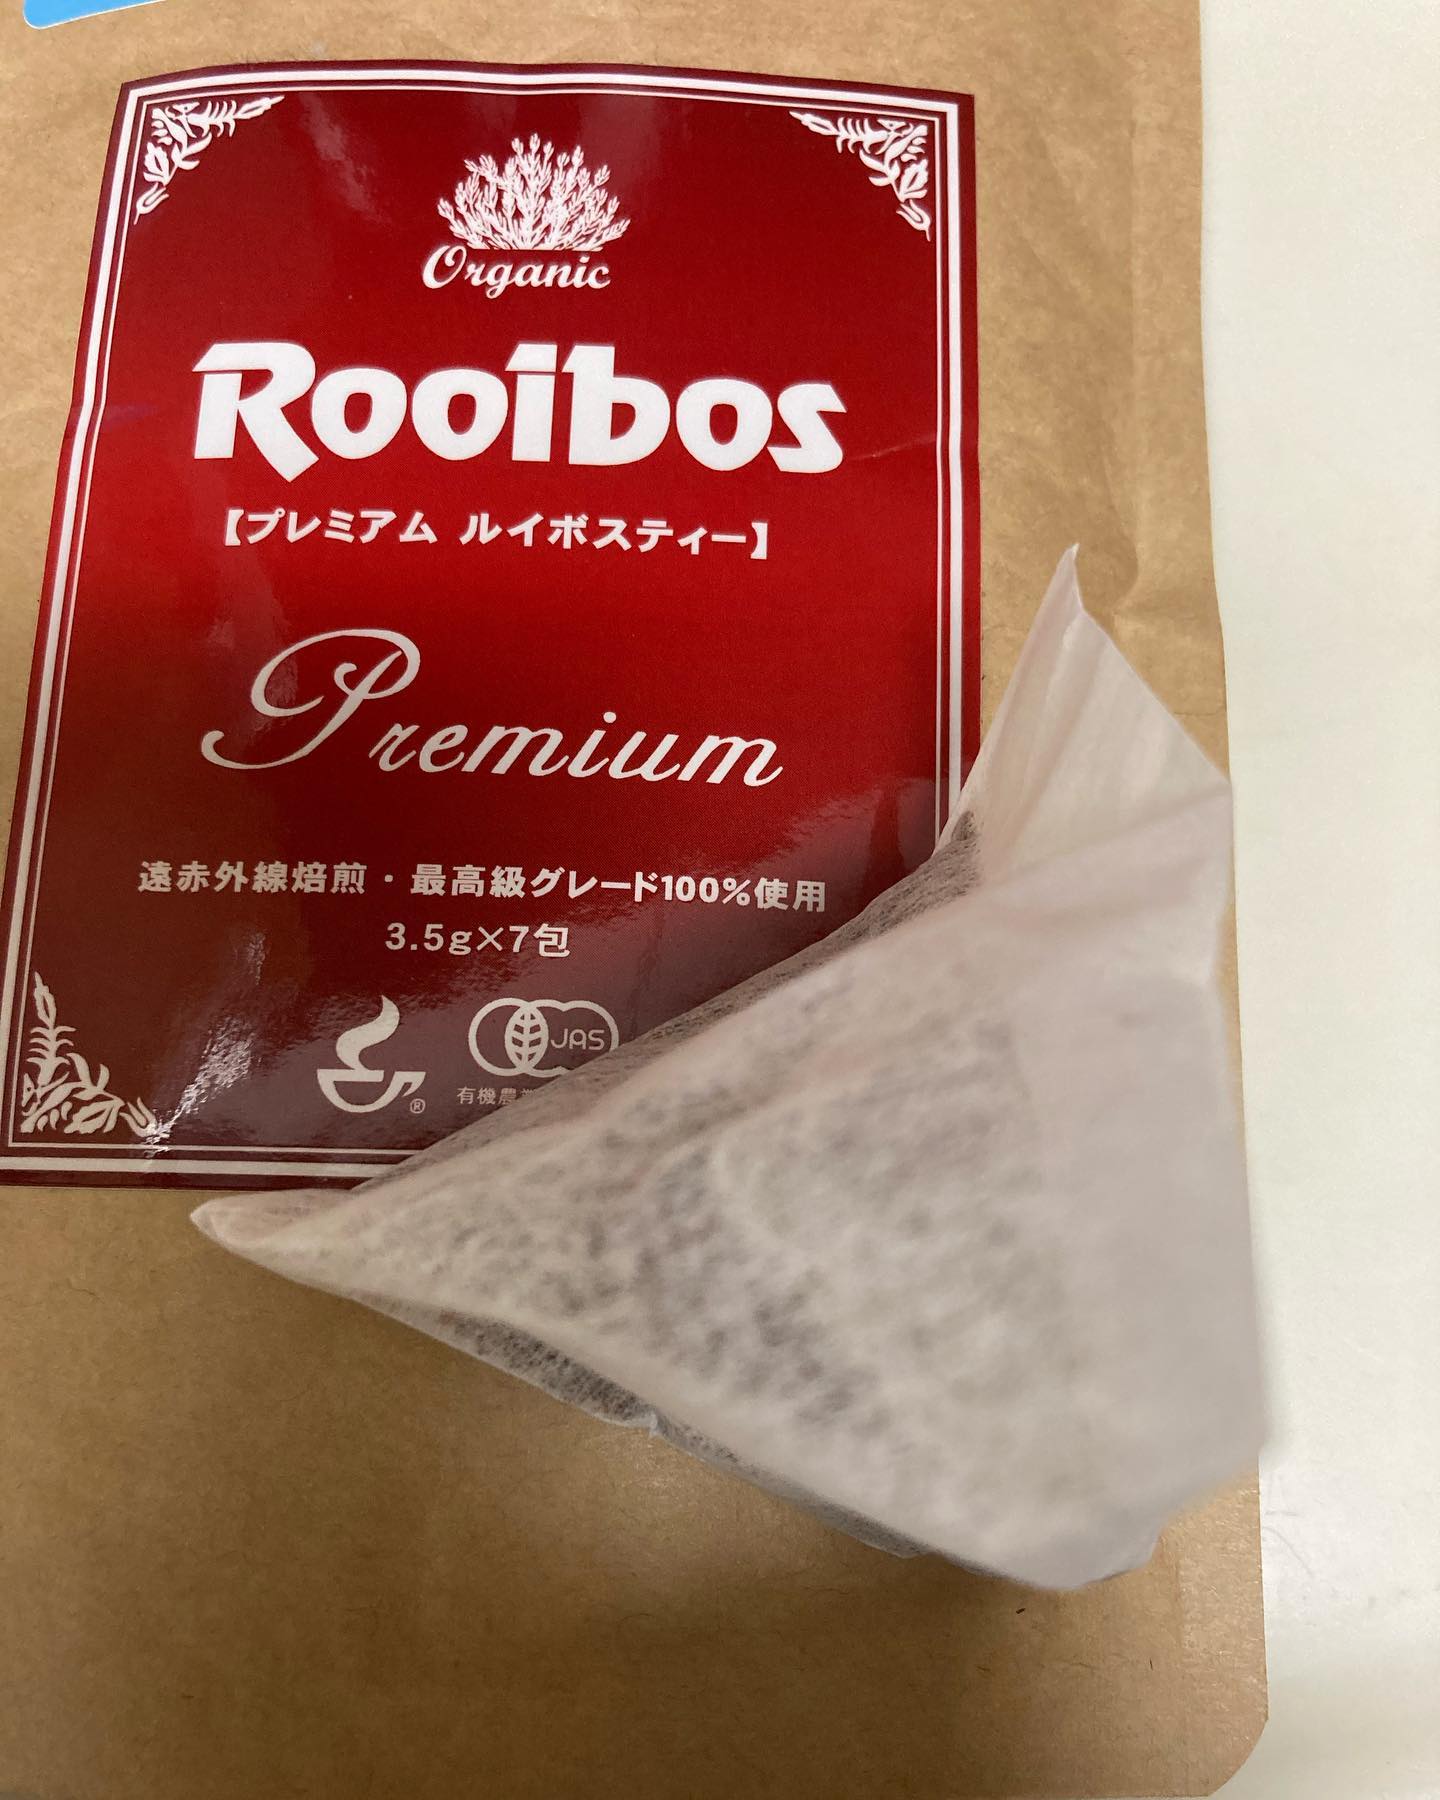 Organic
Rooibos
【プレミアム ルイボスティー】
Premium
遠赤外線焙煎・最高級グレード100%使用
3.5g×7包
® JAS
有機農